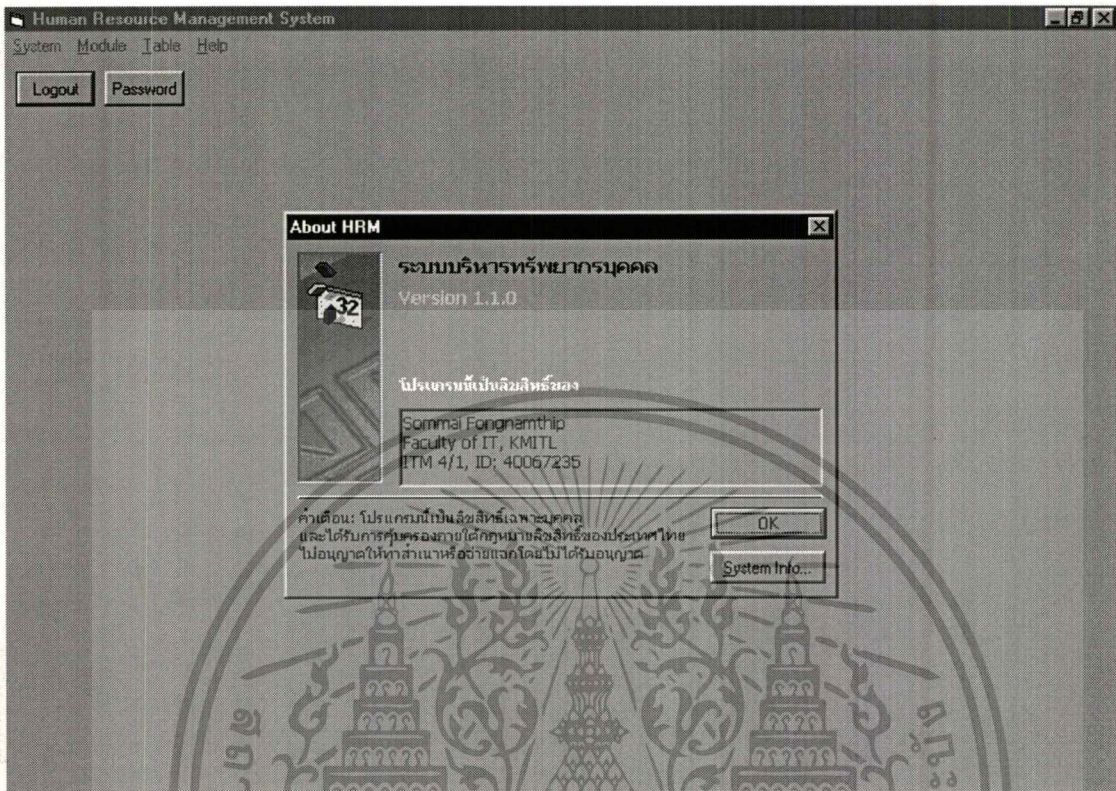 Human Resource Management System
System Module Table Help
Logout Password
About HRM
32
ระบบบริหารทรัพยากรบุคคล
Version 1.1.0
โปรแกรมนี้เป็นลิขสิทธิ์ของ
Sommai Fongnamthip
Faculty of IT, KMITL
ITM 4/1, ID: 40067235
คำเตือน: โปรแกรมนี้เป็นลิขสิทธิ์เฉพาะบุคคล
และได้รับการคุ้มครองภายใต้กฎหมายลิขสิทธิ์ของประเทศไทย
ไม่อนุญาตให้ทำสำเนาหรือจ่ายแจกโดยไม่ได้รับอนุญาต
OK
System Info...